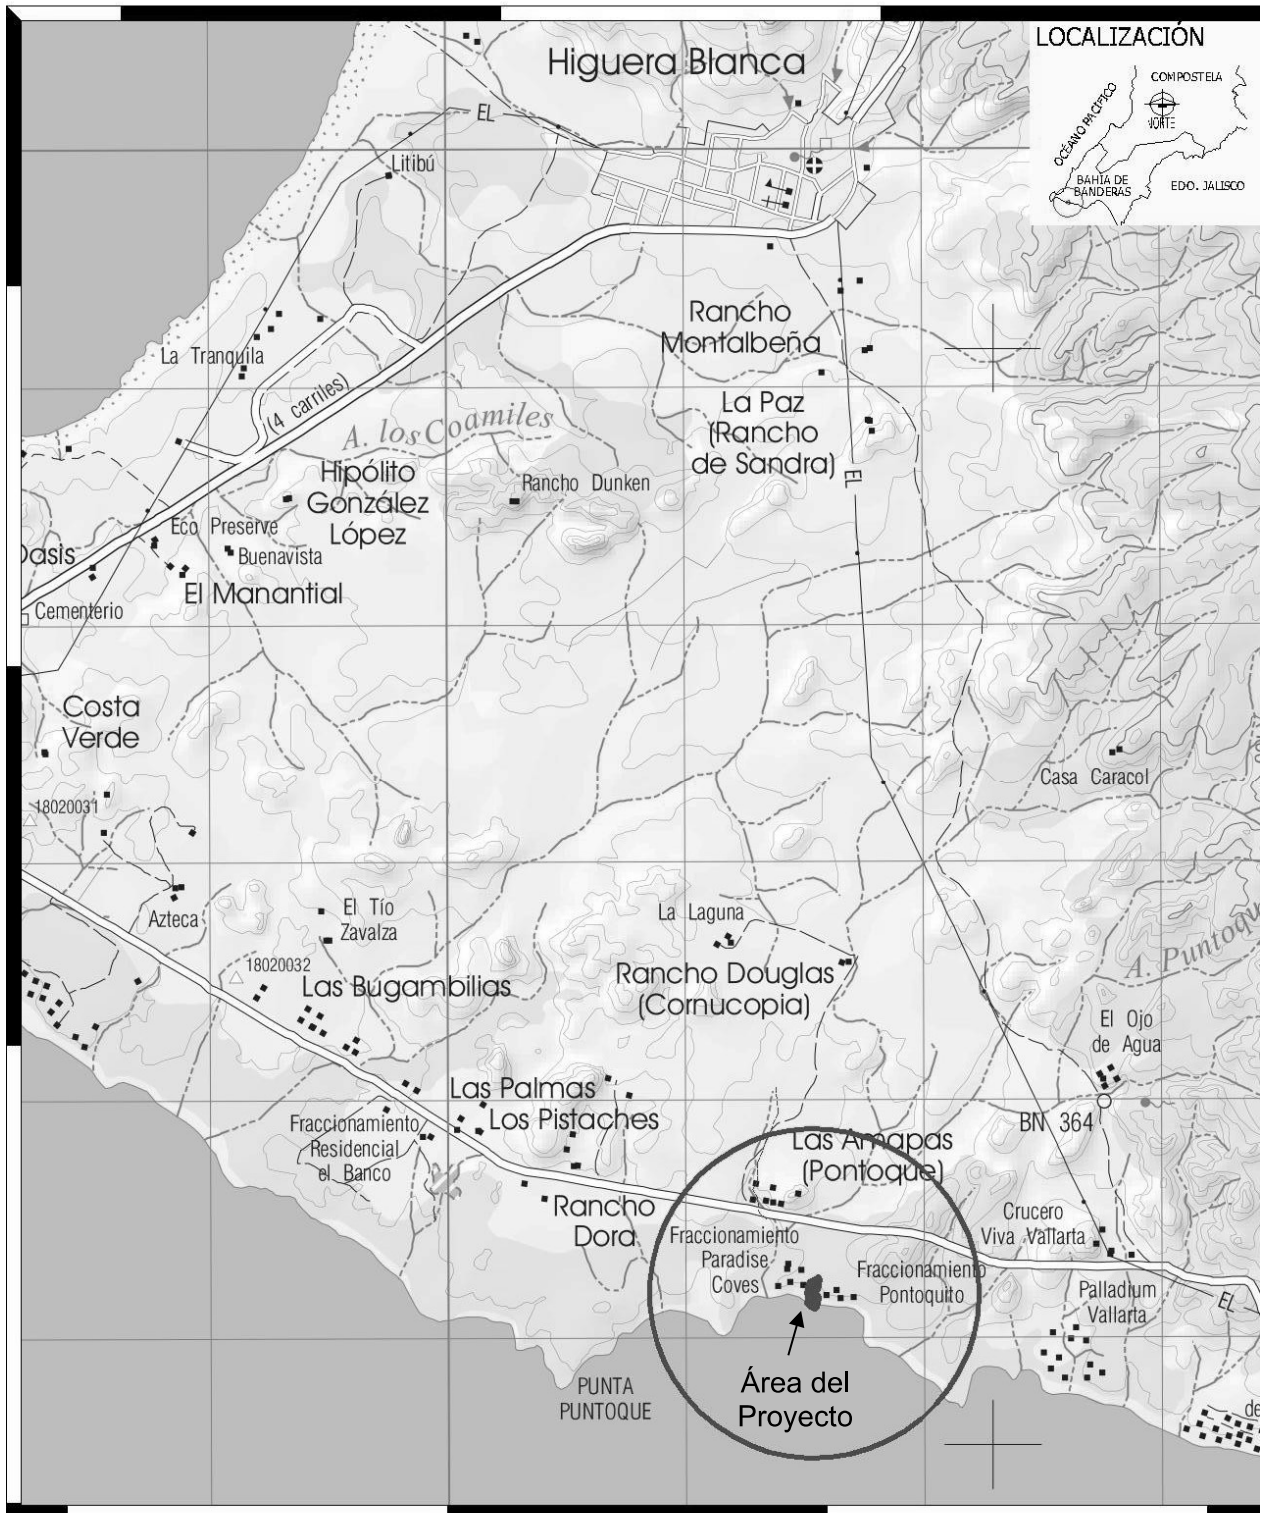 LOCALIZACIÓN
COMPOSTELA
OCÉANO PACÍFICO
NORTE
BAHÍA DE
BANDERAS
EDO. JALISCO
Higuera Blanca
EL
Litibú
La Tranquila
(4 carriles)
A. los Coamiles
Rancho
Montalbeña
La Paz
(Rancho
de Sandra)
EL
Hipólito
González
López
Rancho Dunken
Eco Preserve
Buenavista
Oasis
El Manantial
Cementerio
Costa
Verde
Casa Caracol
18020031
Azteca
El Tío
Zavalza
La Laguna
18020032
Las Bugambilias
Rancho Douglas
(Cornucopia)
A. Puntoqu
El Ojo
de Agua
BN 364
Las Palmas
Los Pistaches
Fraccionamiento
Residencial
el Banco
Las Amapas
(Pontoque)
Rancho
Dora
Fraccionamiento
Paradise
Coves
Crucero
Viva Vallarta
Fraccionamiento
Pontoquito
Palladium
Vallarta
EL
PUNTA
PUNTOQUE
Área del
Proyecto
de